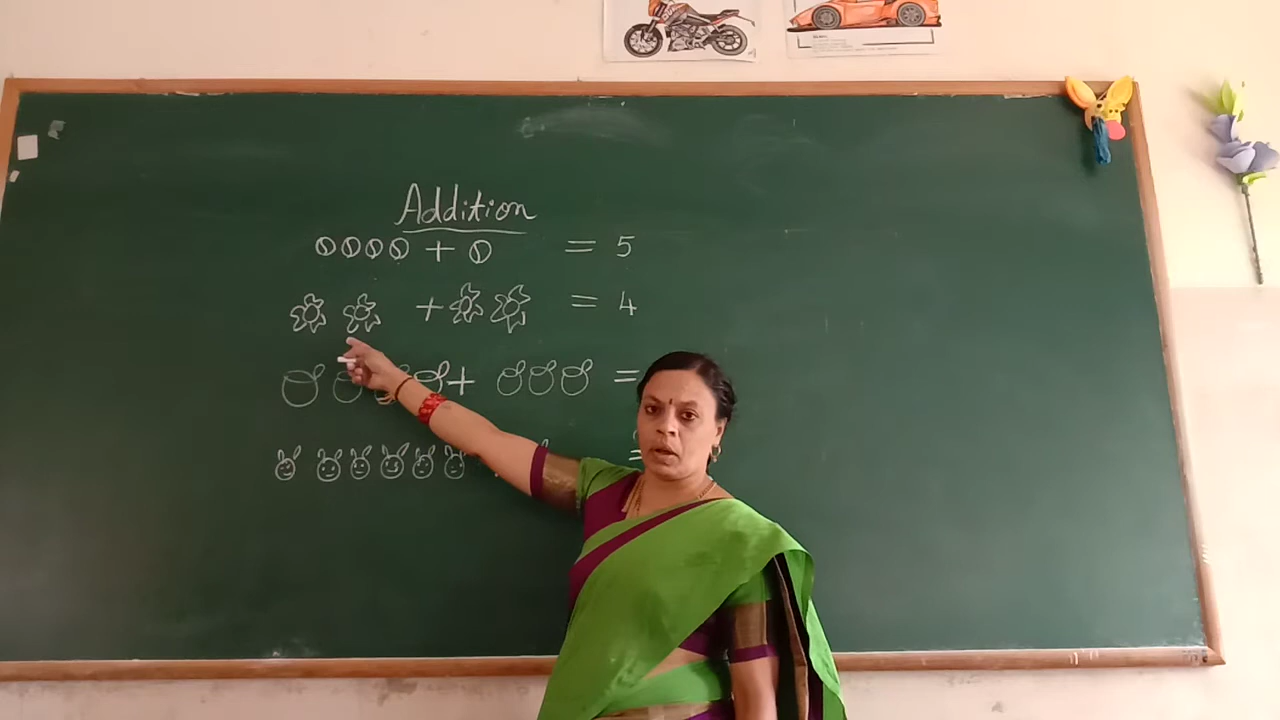 Addition
+ = 5
+ = 4
+ =
=